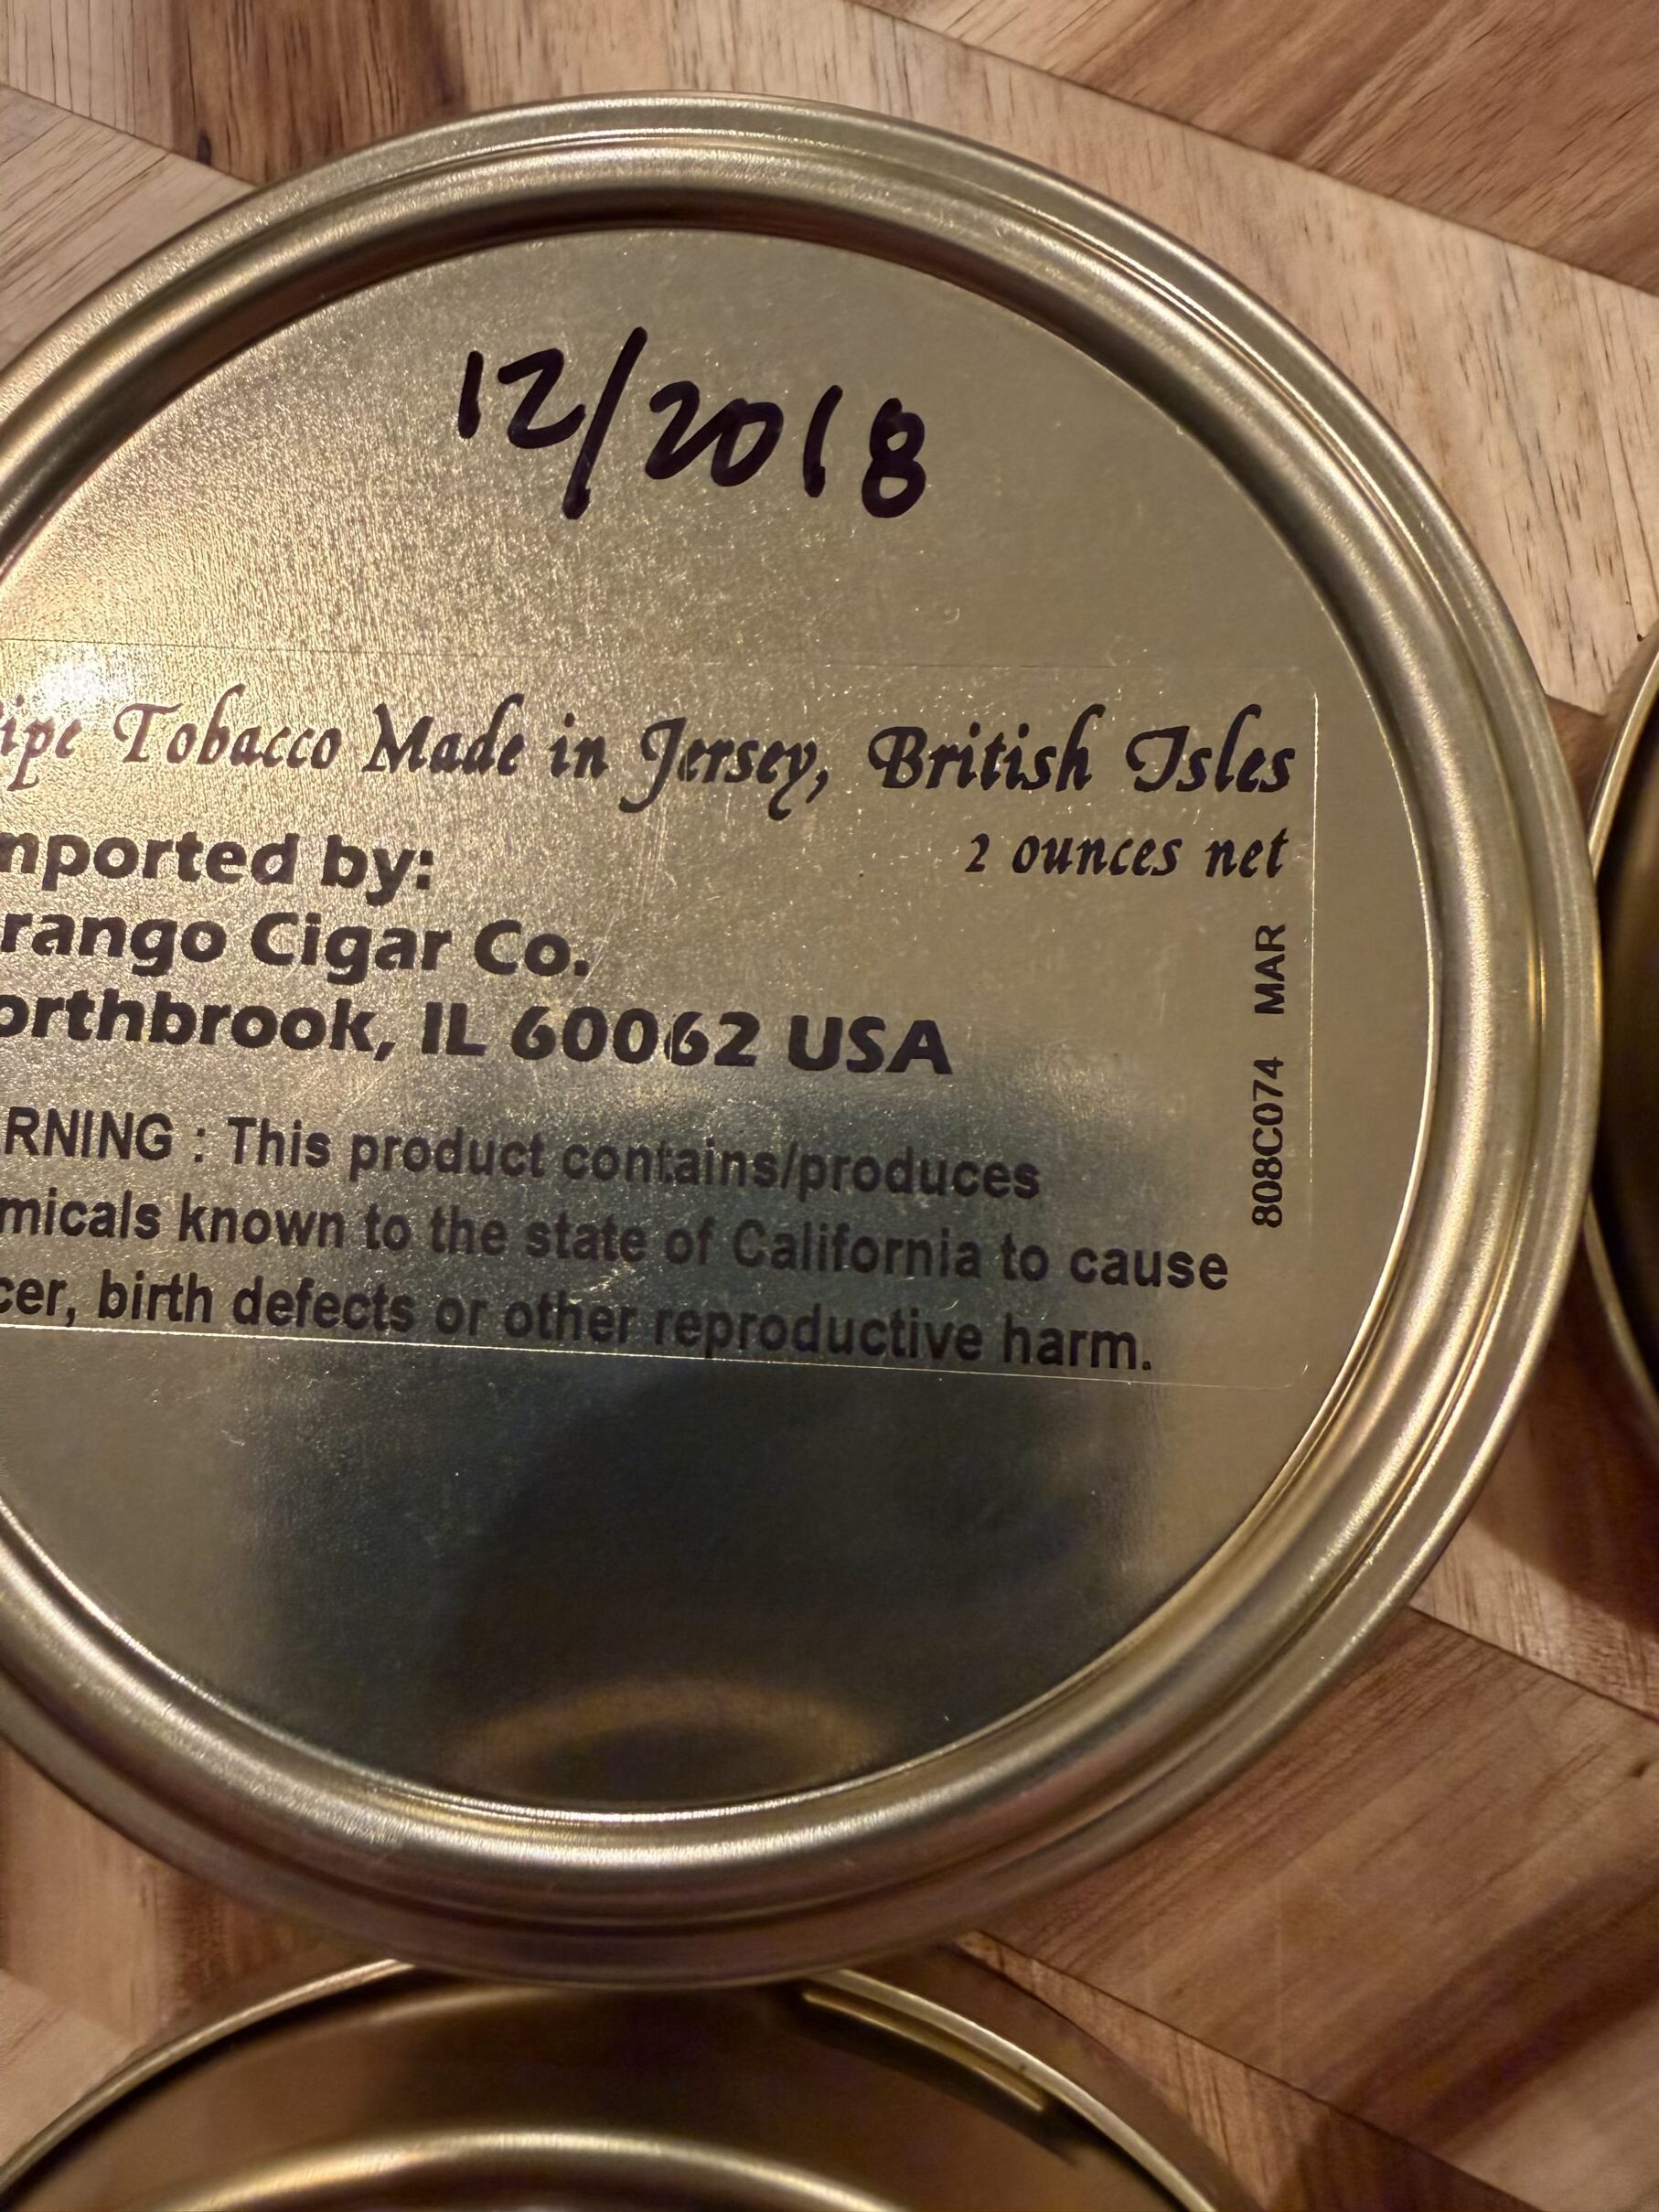 12/2018
ipe Tobacco Made in Jersey, British Isles
2 ounces net
mported by:
rango Cigar Co.
orthbrook, IL 60062 USA
RNING : This product contains/produces
micals known to the state of California to cause
cer, birth defects or other reproductive harm.
808C074 MAR